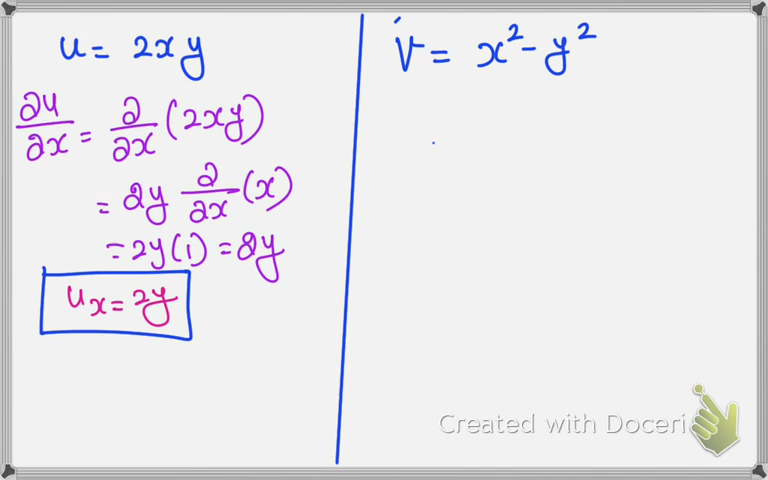 u = 2xy
∂u/∂x = ∂/∂x (2xy)
= 2y ∂/∂x (x)
= 2y(1) = 2y
u_x = 2y
V = x² - y²
Created with Doceri